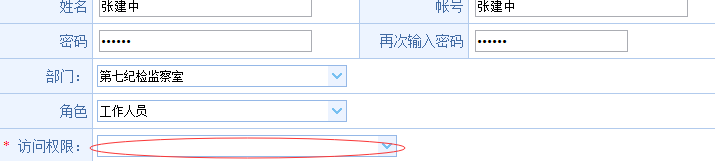 姓名 张建中 帐号 张建中
密码 •••••• 再次输入密码 ••••••
部门： 第七纪检监察室
角色 工作人员
* 访问权限：